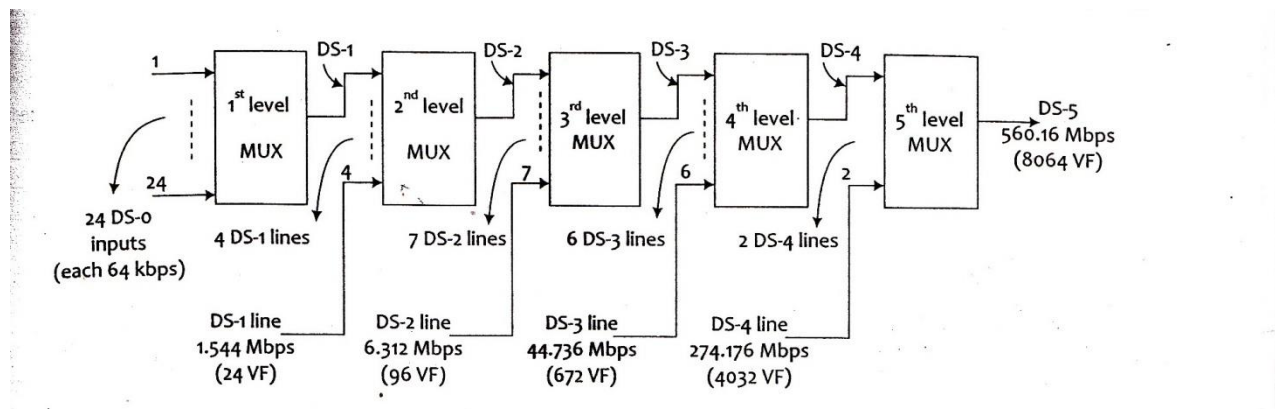 1
24
24 DS-0
inputs
(each 64 kbps)
1st level
MUX
DS-1
4
4 DS-1 lines
DS-1 line
1.544 Mbps
(24 VF)
2nd level
MUX
DS-2
7
7 DS-2 lines
DS-2 line
6.312 Mbps
(96 VF)
3rd level
MUX
DS-3
6
6 DS-3 lines
DS-3 line
44.736 Mbps
(672 VF)
4th level
MUX
DS-4
2
2 DS-4 lines
DS-4 line
274.176 Mbps
(4032 VF)
5th level
MUX
DS-5
560.16 Mbps
(8064 VF)